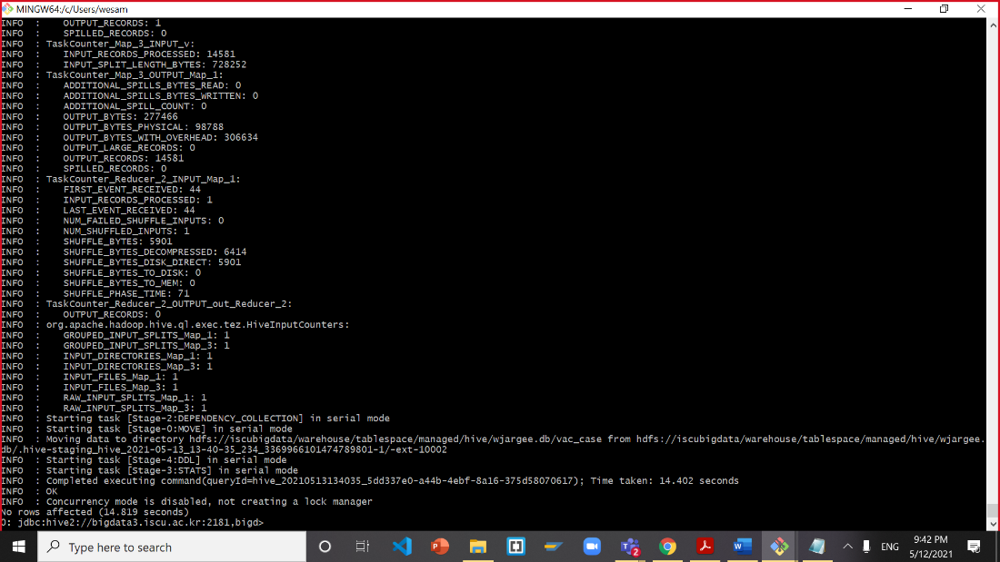 MINGW64:/c/Users/wesam
INFO  :     OUTPUT_RECORDS: 1
INFO  :     SPILLED_RECORDS: 0
INFO  :  TaskCounter_Map_3_INPUT_v:
INFO  :     INPUT_RECORDS_PROCESSED: 14581
INFO  :     INPUT_SPLIT_LENGTH_BYTES: 728252
INFO  :  TaskCounter_Map_3_OUTPUT_Map_1:
INFO  :     ADDITIONAL_SPILLS_BYTES_READ: 0
INFO  :     ADDITIONAL_SPILLS_BYTES_WRITTEN: 0
INFO  :     ADDITIONAL_SPILL_COUNT: 0
INFO  :     OUTPUT_BYTES: 277466
INFO  :     OUTPUT_BYTES_PHYSICAL: 98788
INFO  :     OUTPUT_BYTES_WITH_OVERHEAD: 306634
INFO  :     OUTPUT_LARGE_RECORDS: 0
INFO  :     OUTPUT_RECORDS: 14581
INFO  :     SPILLED_RECORDS: 0
INFO  :  TaskCounter_Reducer_2_INPUT_Map_1:
INFO  :     FIRST_EVENT_RECEIVED: 44
INFO  :     INPUT_RECORDS_PROCESSED: 1
INFO  :     LAST_EVENT_RECEIVED: 44
INFO  :     NUM_FAILED_SHUFFLE_INPUTS: 0
INFO  :     NUM_SHUFFLED_INPUTS: 1
INFO  :     SHUFFLE_BYTES: 5901
INFO  :     SHUFFLE_BYTES_DECOMPRESSED: 6414
INFO  :     SHUFFLE_BYTES_DISK_DIRECT: 5901
INFO  :     SHUFFLE_BYTES_TO_DISK: 0
INFO  :     SHUFFLE_BYTES_TO_MEM: 0
INFO  :     SHUFFLE_PHASE_TIME: 71
INFO  :  TaskCounter_Reducer_2_OUTPUT_out_Reducer_2:
INFO  :     OUTPUT_RECORDS: 0
INFO  : org.apache.hadoop.hive.ql.exec.tez.HiveInputCounters:
INFO  :     GROUPED_INPUT_SPLITS_Map_1: 1
INFO  :     GROUPED_INPUT_SPLITS_Map_3: 1
INFO  :     INPUT_DIRECTORIES_Map_1: 1
INFO  :     INPUT_DIRECTORIES_Map_3: 1
INFO  :     INPUT_FILES_Map_1: 1
INFO  :     INPUT_FILES_Map_3: 1
INFO  :     RAW_INPUT_SPLITS_Map_1: 1
INFO  :     RAW_INPUT_SPLITS_Map_3: 1
INFO  : Starting task [Stage-2:DEPENDENCY_COLLECTION] in serial mode
INFO  : Starting task [Stage-0:MOVE] in serial mode
INFO  : Moving data to directory hdfs://iscubigdata/warehouse/tablespace/managed/hive/wjargee.db/vac_case from hdfs://iscubigdata/warehouse/tablespace/managed/hive/wjargee.
db/.hive-staging_hive_2021-05-13_13-40-35_234_3369966101474789801-1/-ext-10002
INFO  : Starting task [Stage-4:DDL] in serial mode
INFO  : Starting task [Stage-3:STATS] in serial mode
INFO  : Completed executing command(queryId=hive_20210513134035_5dd337e0-a44b-4ebf-8a16-375d58070617); Time taken: 14.402 seconds
INFO  : OK
INFO  : Concurrency mode is disabled, not creating a lock manager
No rows affected (14.819 seconds)
0: jdbc:hive2://bigdata3.iscu.ac.kr:2181,bigd>
Type here to search
2
ENG
9:42 PM
5/12/2021